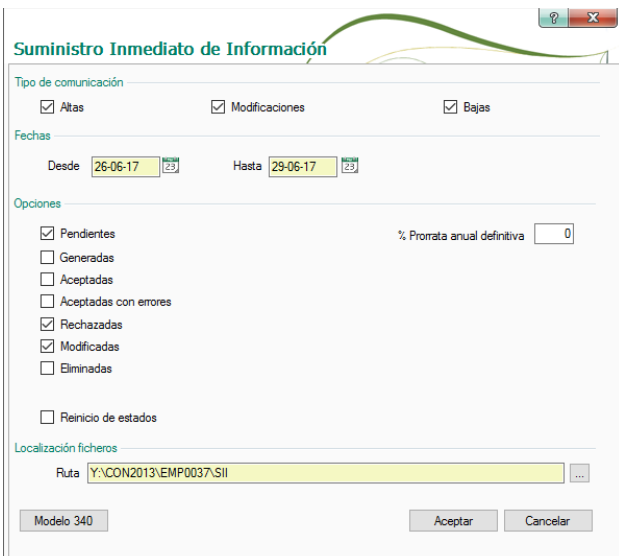 ?
X
Suministro Inmediato de Información
Tipo de comunicación
Altas Modificaciones Bajas
Fechas
Desde 26-06-17 23 Hasta 29-06-17 23
Opciones
Pendientes % Prorrata anual definitiva 0
Generadas
Aceptadas
Aceptadas con errores
Rechazadas
Modificadas
Eliminadas
Reinicio de estados
Localización ficheros
Ruta Y:\CON2013\EMP0037\SII ...
Modelo 340 Aceptar Cancelar